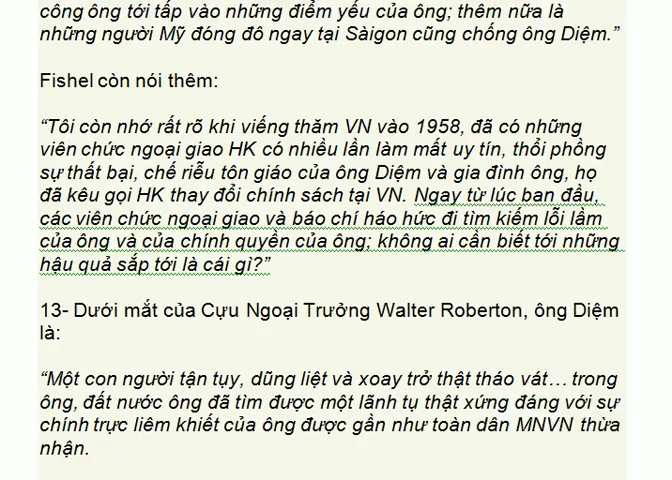 công ông tới tấp vào những điểm yếu của ông; thêm nữa là
những người Mỹ đóng đô ngay tại Sàigon cũng chống ông Diệm.”
Fishel còn nói thêm:
“Tôi còn nhớ rất rõ khi viếng thăm VN vào 1958, đã có những
viên chức ngoại giao HK có nhiều lần làm mất uy tín, thổi phồng
sự thất bại, chế riễu tôn giáo của ông Diệm và gia đình ông, họ
đã kêu gọi HK thay đổi chính sách tại VN. Ngay từ lúc ban đầu,
các viên chức ngoại giao và báo chí háo hức đi tìm kiếm lỗi lầm
của ông và của chính quyền của ông; không ai cần biết tới những
hậu quả sắp tới là cái gì?”
13- Dưới mắt của Cựu Ngoại Trưởng Walter Roberton, ông Diệm
là:
“Một con người tận tụy, dũng liệt và xoay trở thật tháo vát… trong
ông, đất nước ông đã tìm được một lãnh tụ thật xứng đáng với sự
chính trực liêm khiết của ông được gần như toàn dân MNVN thừa
nhận.